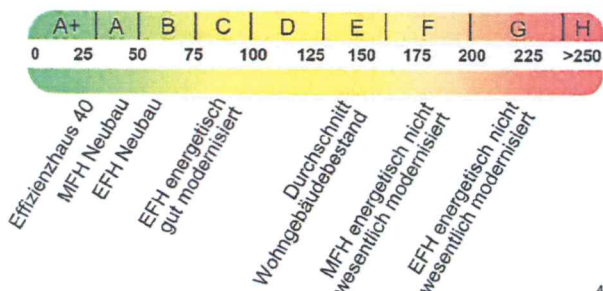 A+ A B C D E F G H
0 25 50 75 100 125 150 175 200 225 >250
Effizienzhaus 40
MFH Neubau
EFH Neubau
EFH energetisch
gut modernisiert
Durchschnitt
Wohngebäudebestand
MFH energetisch nicht
wesentlich modernisiert
EFH energetisch nicht
wesentlich modernisiert
4